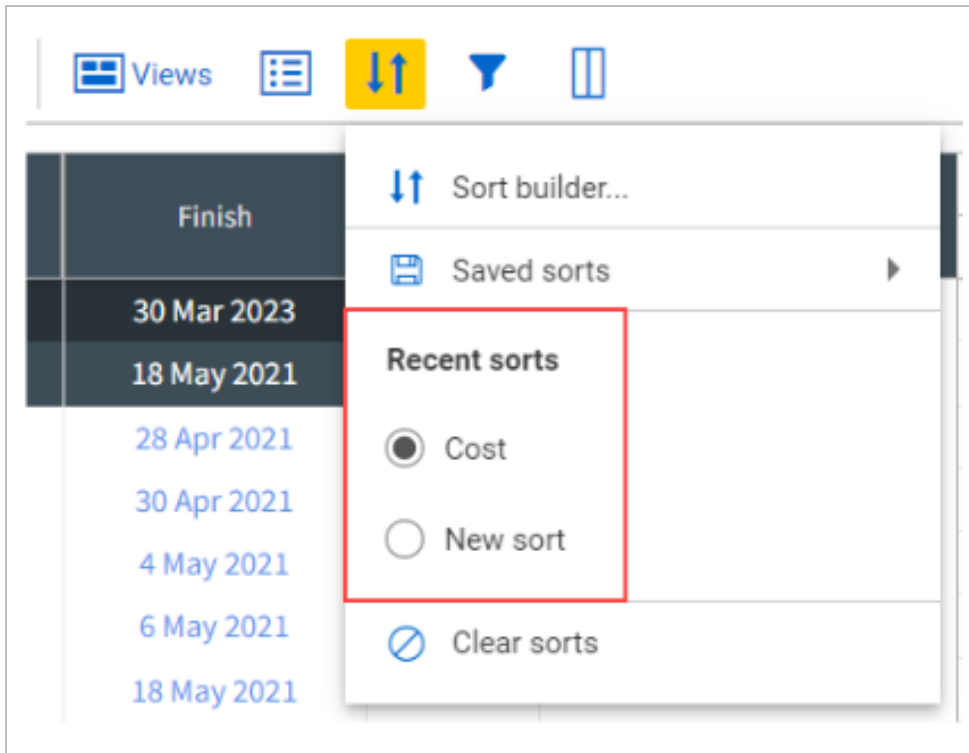 Views
Finish
30 Mar 2023
18 May 2021
28 Apr 2021
30 Apr 2021
4 May 2021
6 May 2021
18 May 2021
Sort builder...
Saved sorts
Recent sorts
Cost
New sort
Clear sorts